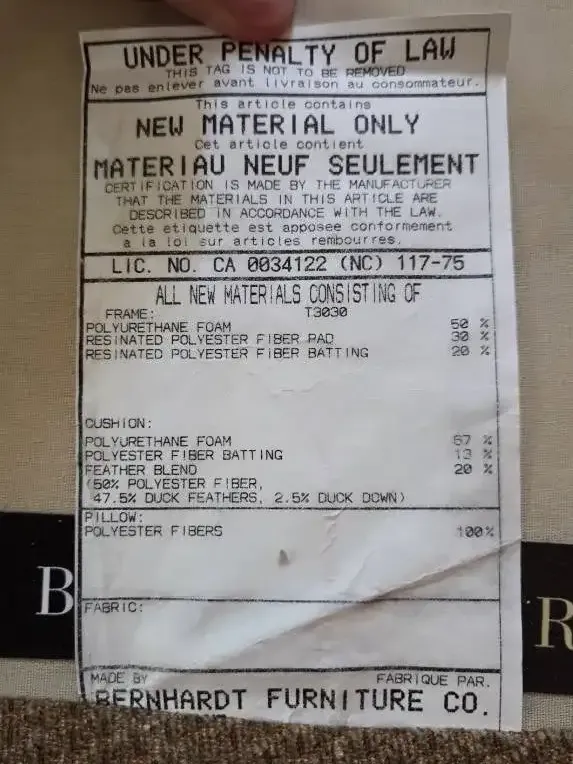 UNDER PENALTY OF LAW
THIS TAG IS NOT TO BE REMOVED
Ne pas enlever avant livraison au consommateur.
This article contains
NEW MATERIAL ONLY
Cet article contient
MATERIAU NEUF SEULEMENT
CERTIFICATION IS MADE BY THE MANUFACTURER
THAT THE MATERIALS IN THIS ARTICLE ARE
DESCRIBED IN ACCORDANCE WITH THE LAW.
Cette etiquette est apposee conformement
a la loi sur articles rembourres.
LIC. NO. CA 0034122 (NC) 117-75
ALL NEW MATERIALS CONSISTING OF
FRAME: T3030
POLYURETHANE FOAM 50 %
RESINATED POLYESTER FIBER PAD 30 %
RESINATED POLYESTER FIBER BATTING 20 %
CUSHION:
POLYURETHANE FOAM 67 %
POLYESTER FIBER BATTING 13 %
FEATHER BLEND 20 %
(50% POLYESTER FIBER,
47.5% DUCK FEATHERS, 2.5% DUCK DOWN)
PILLOW:
POLYESTER FIBERS 100%
B R
FABRIC:
MADE BY FABRIQUE PAR.
BERNHARDT FURNITURE CO.